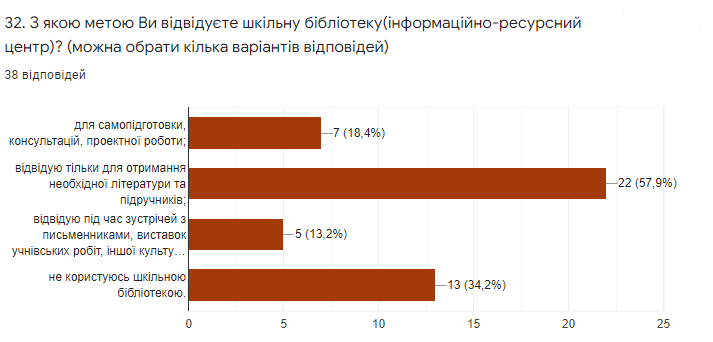 32. З якою метою Ви відвідуєте шкільну бібліотеку(інформаційно-ресурсний
центр)? (можна обрати кілька варіантів відповідей)
38 відповідей
для самопідготовки,
консультацій, проектної роботи;
7 (18,4%)
відвідую тільки для отримання
необхідної літератури та
підручників;
22 (57,9%)
відвідую під час зустрічей з
письменниками, виставок
учнівських робіт, іншої культу…
5 (13,2%)
не користуюсь шкільною
бібліотекою.
13 (34,2%)
0 5 10 15 20 25